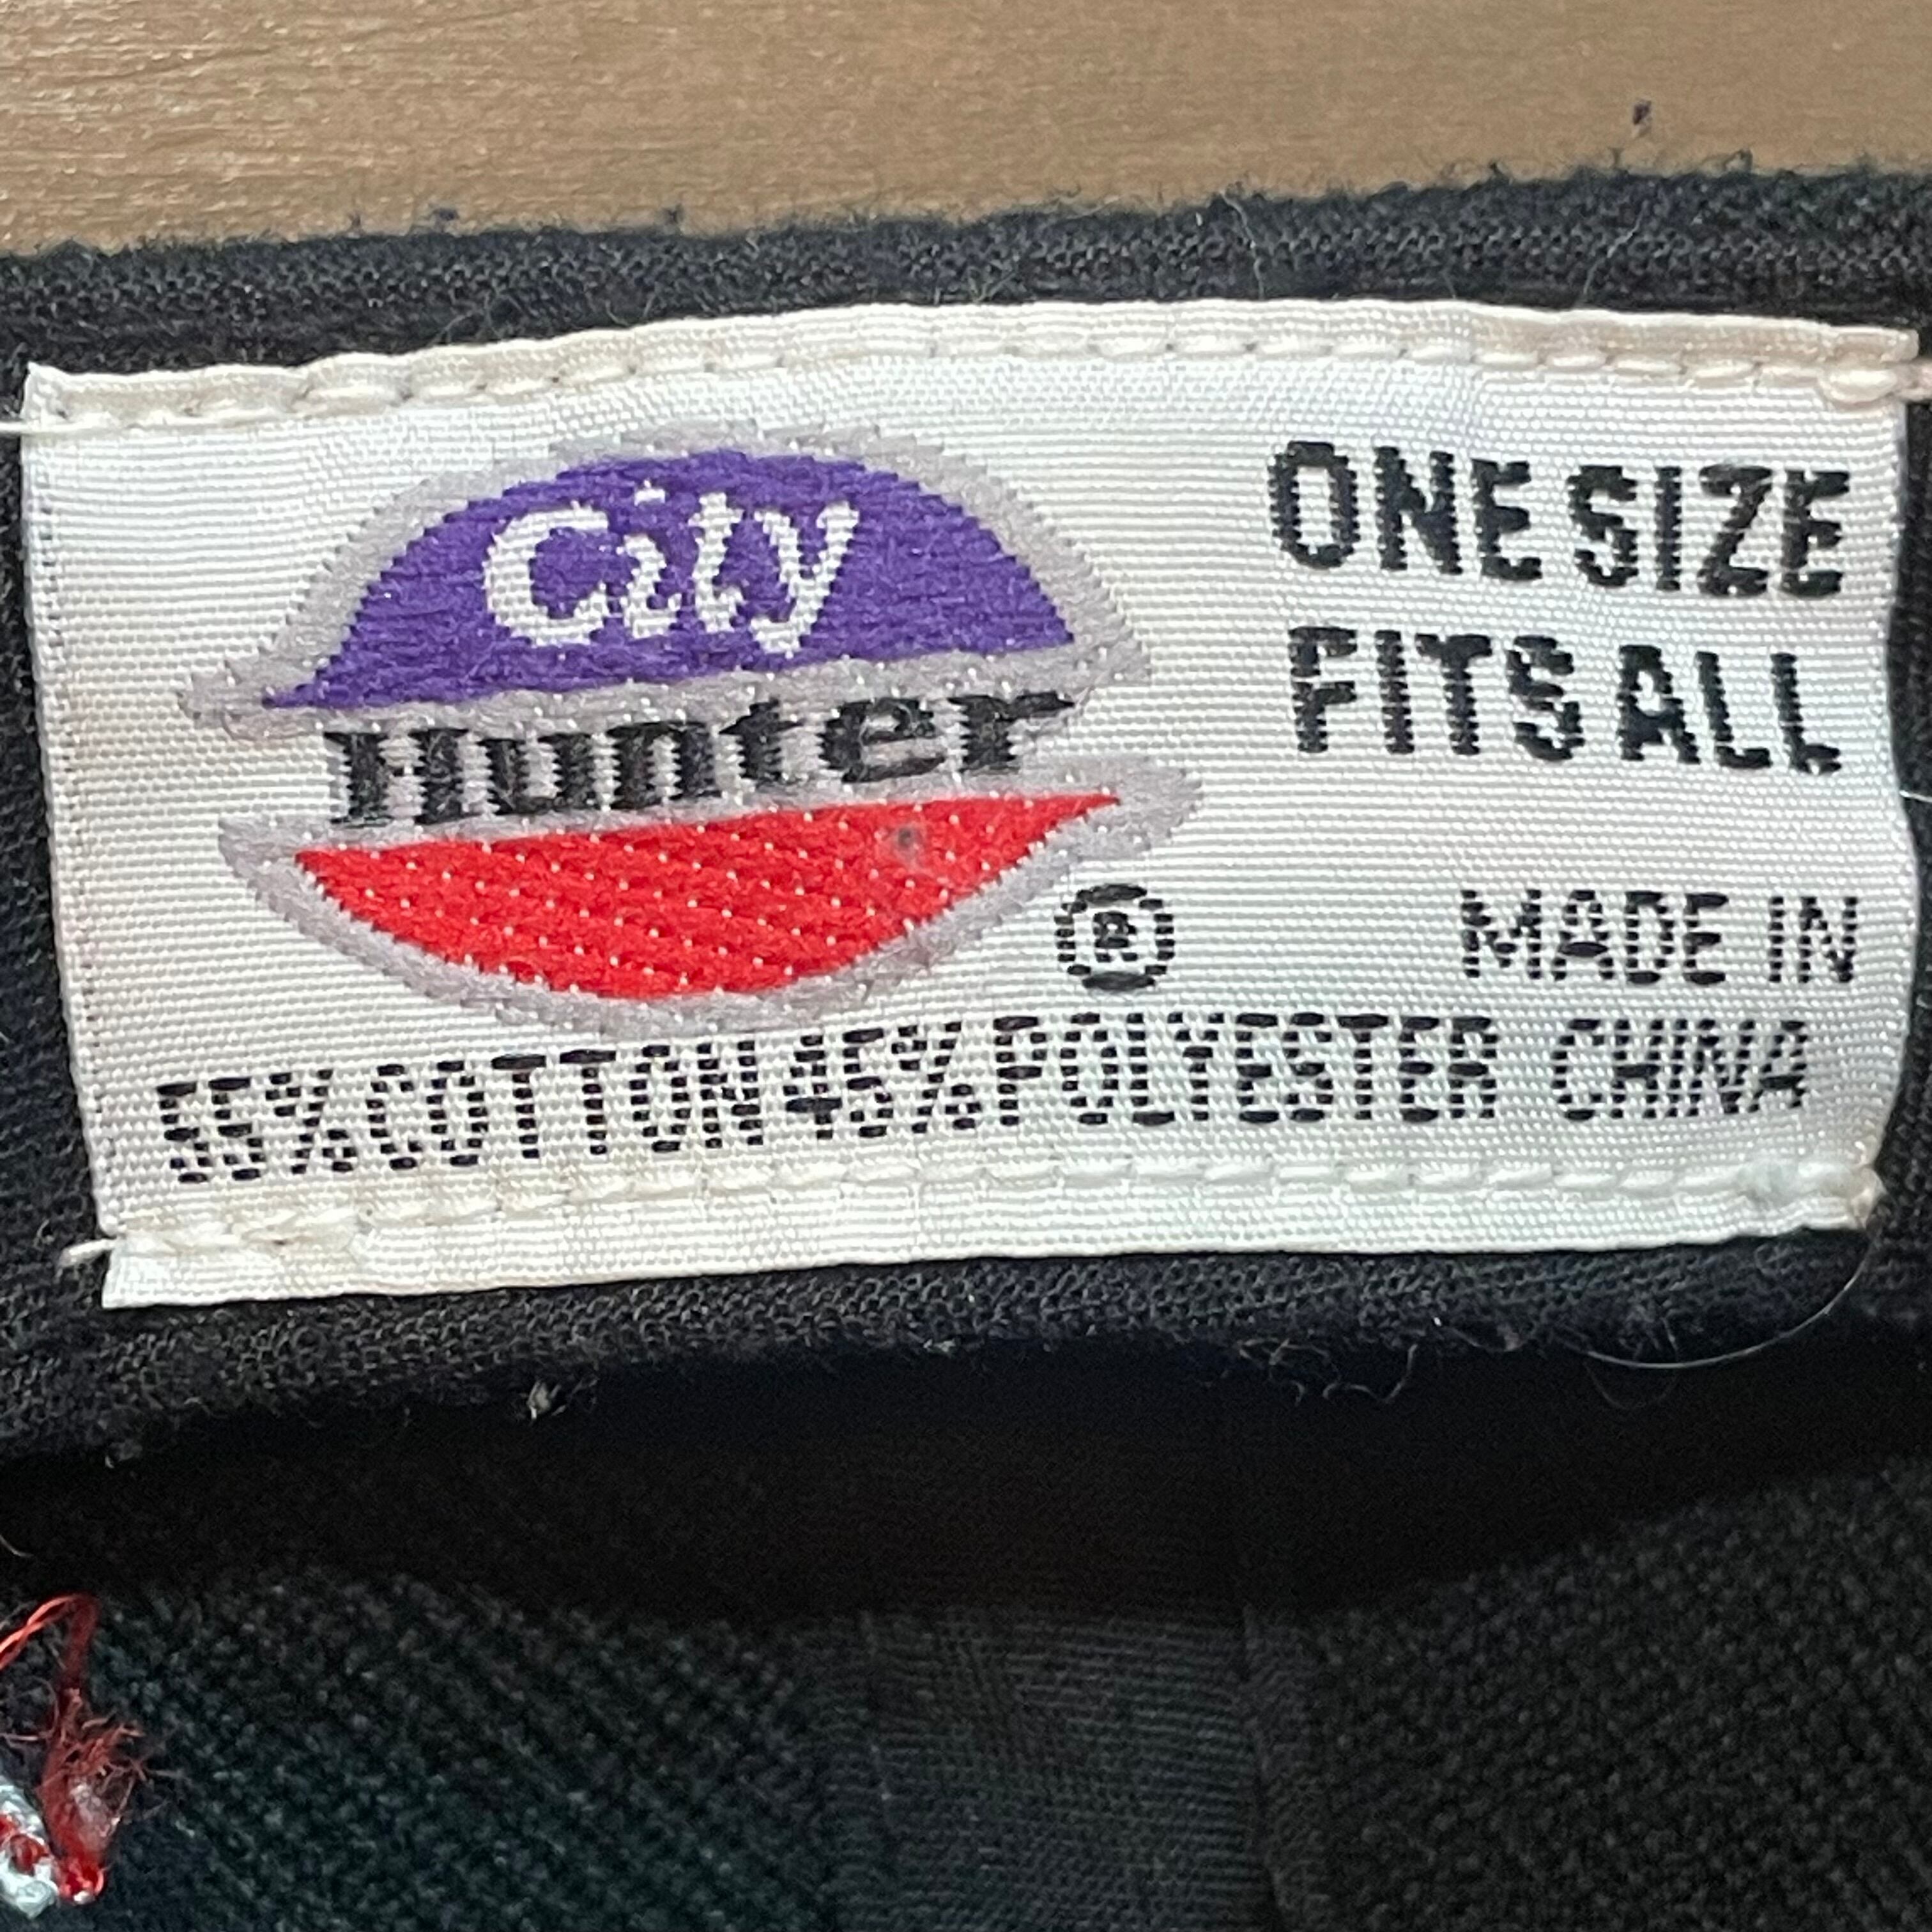 City
Hunter
®
ONE SIZE
FITS ALL
MADE IN
55% COTTON 45% POLYESTER CHINA